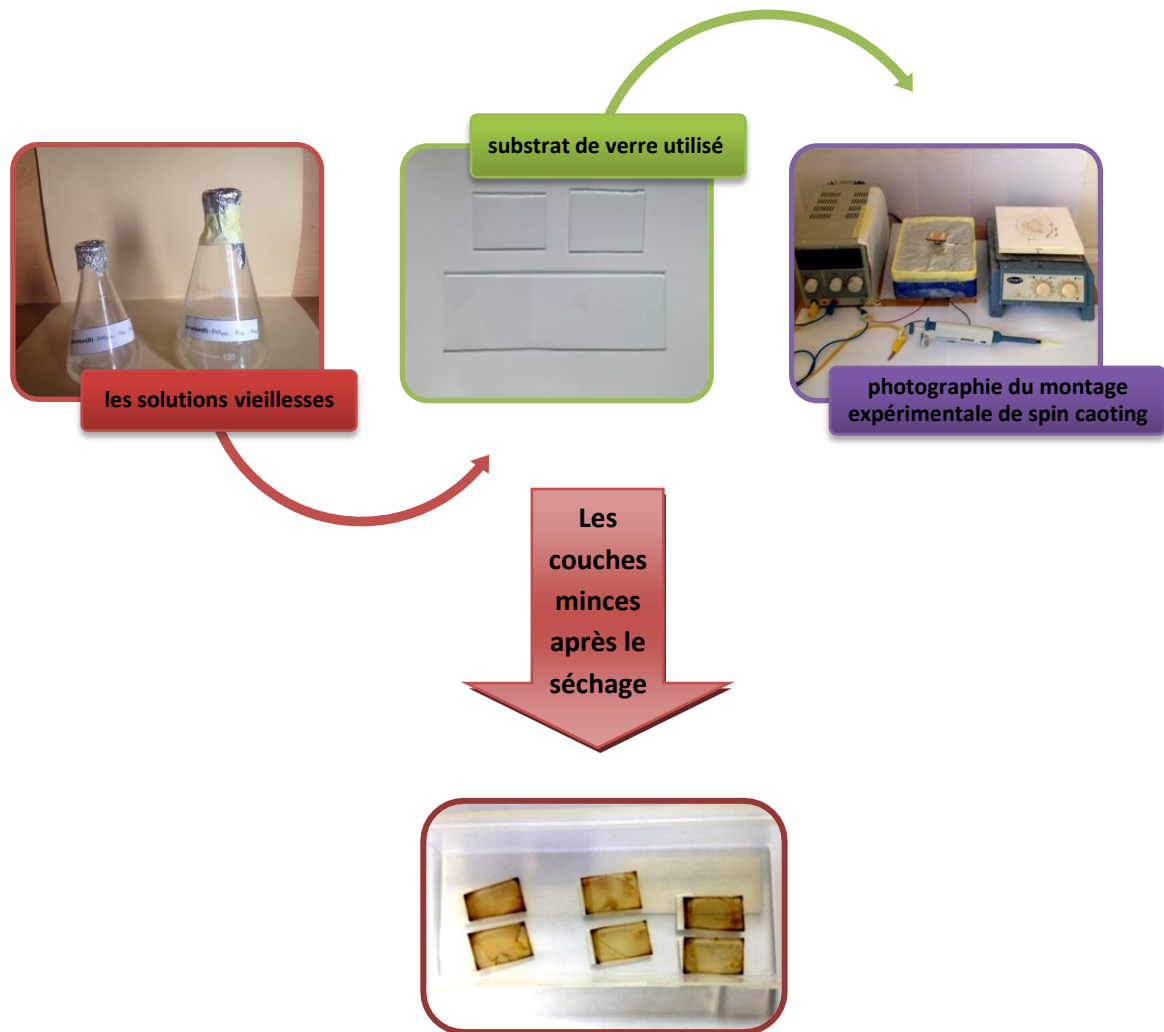 substrat de verre utilisé
les solutions vieillesses
100
photographie du montage
expérimentale de spin caoting
Les
couches
minces
après le
séchage